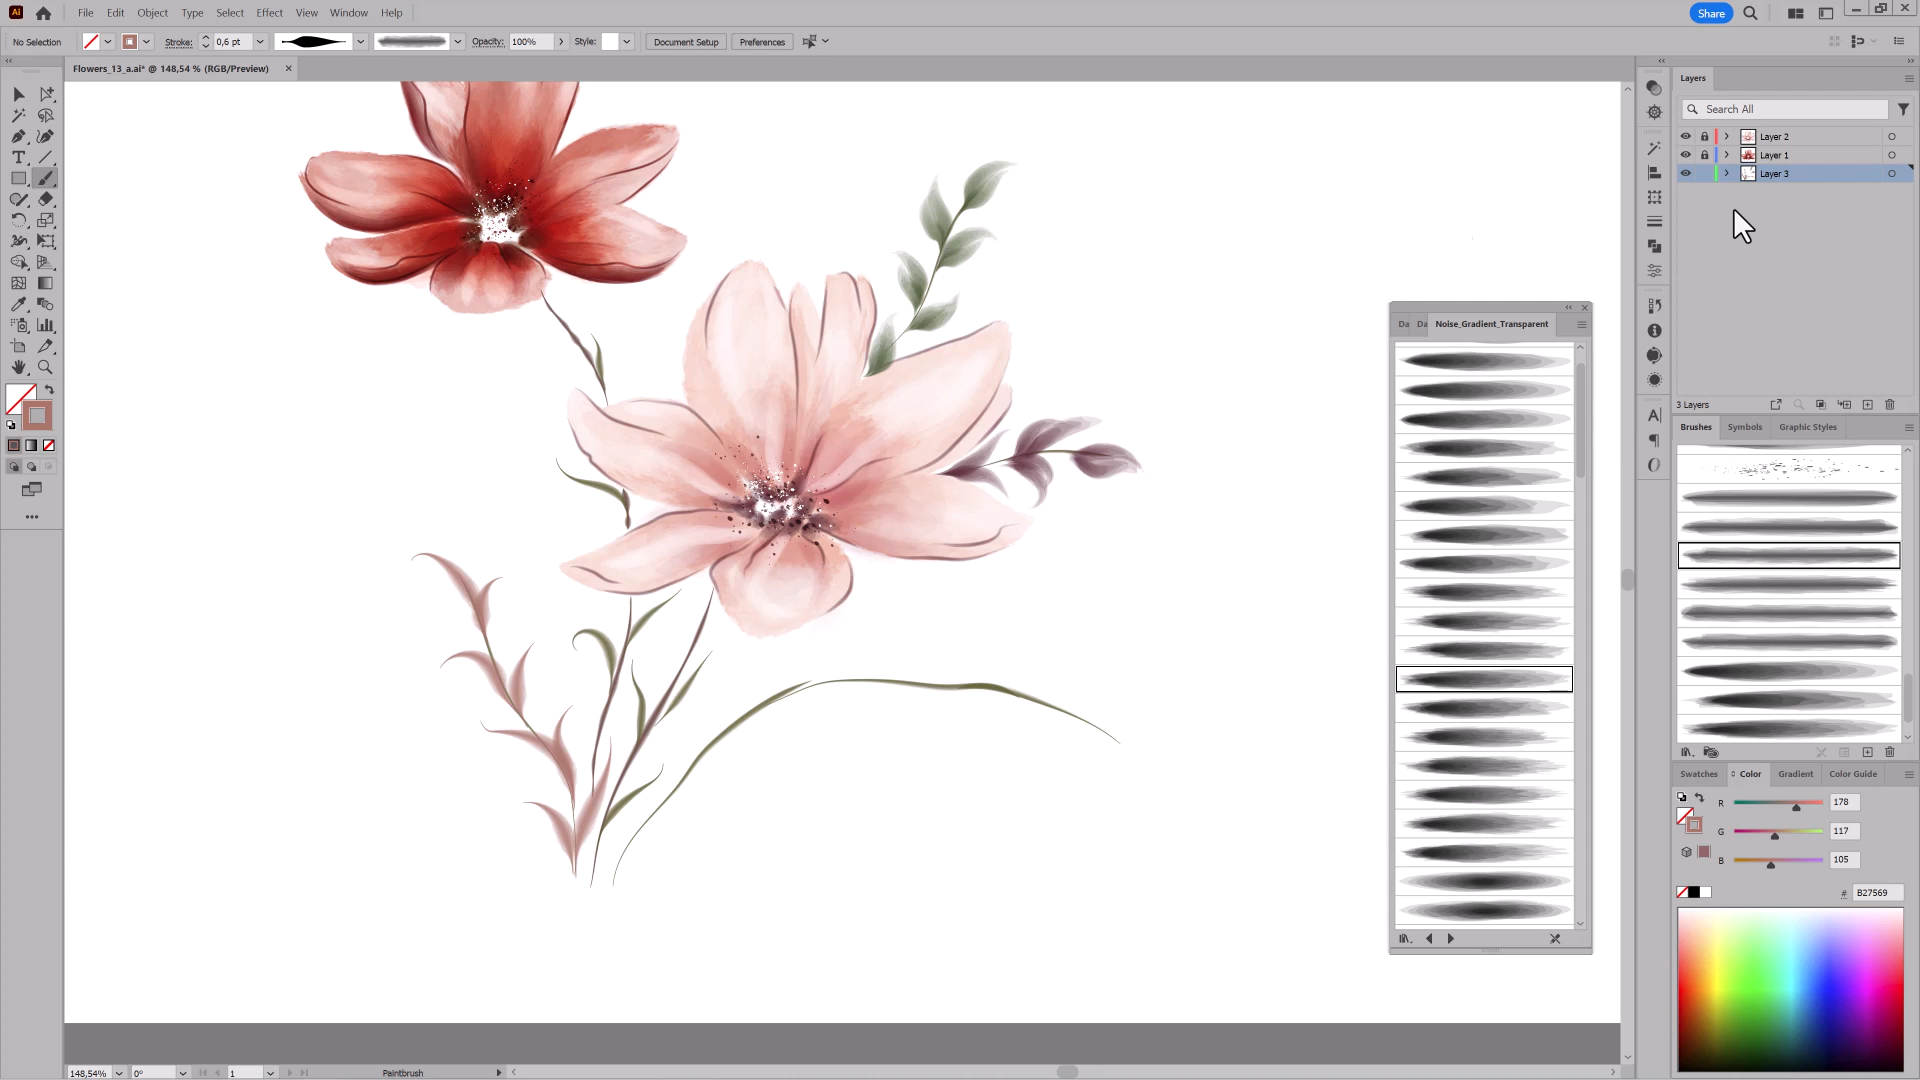 Ai File Edit Object Type Select Effect View Window Help Share
No Selection Stroke: 0,6 pt Opacity: 100% Style: Document Setup Preferences
Flowers_13_a.ai* @ 148,54 % (RGB/Preview)
Layers
Search All
Layer 2
Layer 1
Layer 3
3 Layers
Da Da Noise_Gradient_Transparent
Brushes Symbols Graphic Styles
Swatches Color Gradient Color Guide
R 178
G 117
B 105
# B27569
148,54% 0° 1 Paintbrush